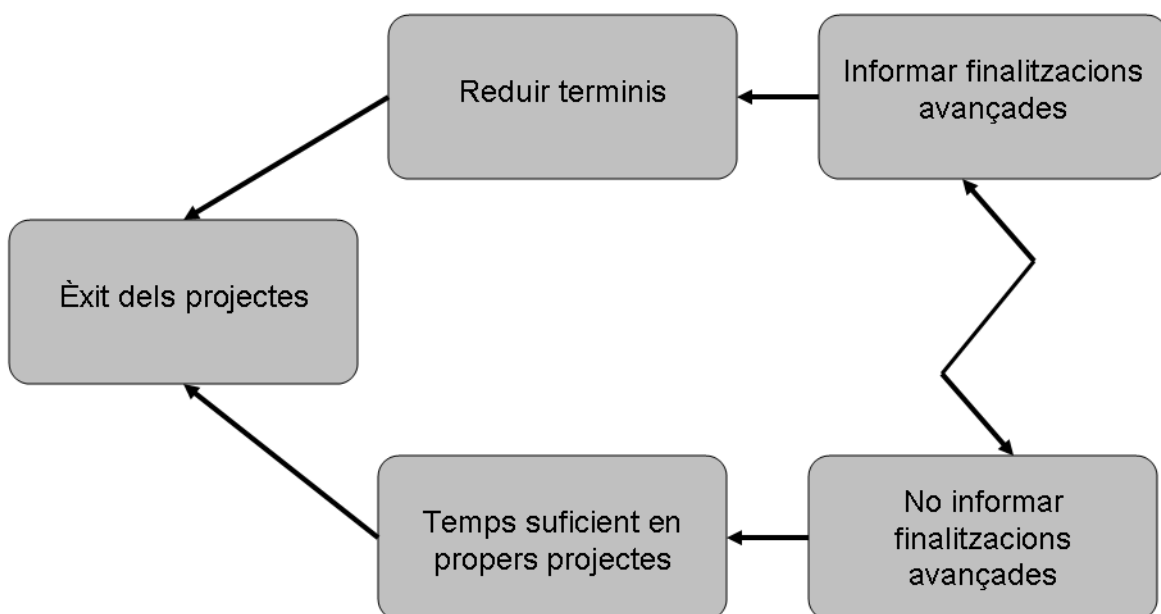 Reduir terminis
Informar finalitzacions
avançades
Èxit dels projectes
Temps suficient en
propers projectes
No informar
finalitzacions
avançades